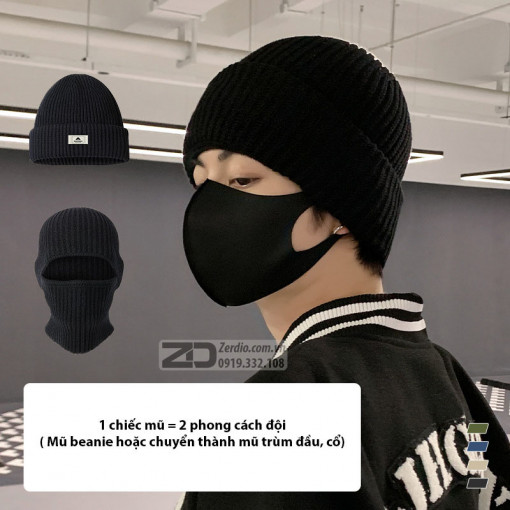 Zerdio.com.vn
ZD
0919.332.108
1 chiếc mũ = 2 phong cách đội
( Mũ beanie hoặc chuyển thành mũ trùm đầu, cổ)